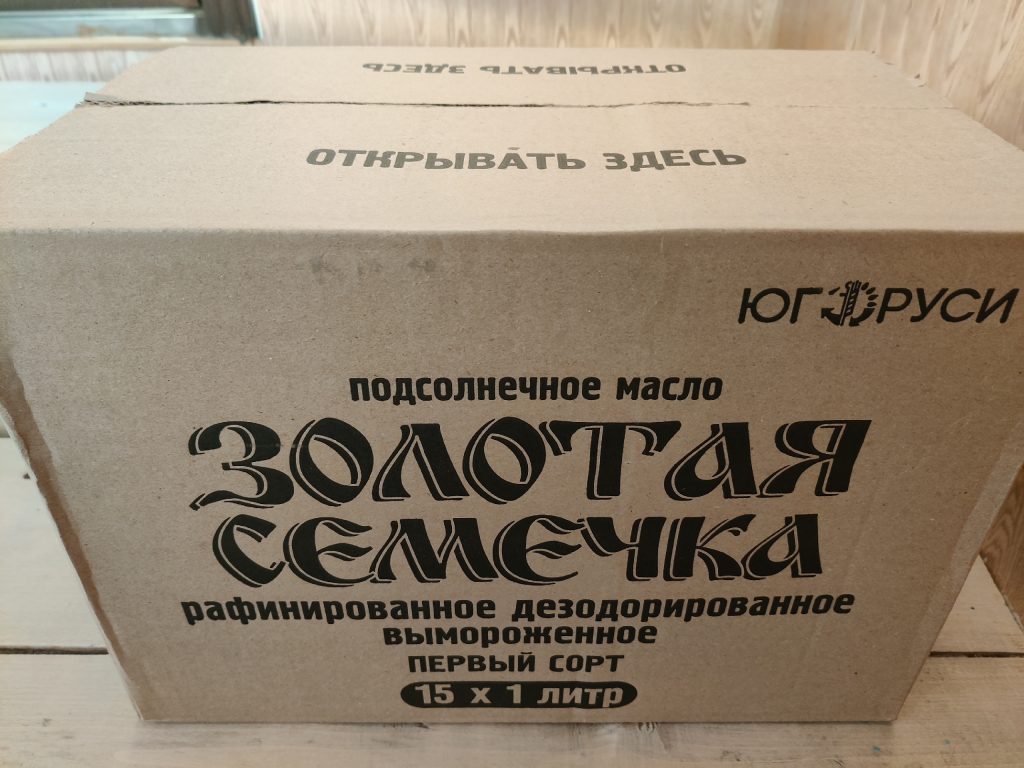 ОТКРЫВАТЬ ЗДЕСЬ
ОТКРЫВАТЬ ЗДЕСЬ
ЮГ РУСИ
подсолнечное масло
ЗОЛОТАЯ
СЕМЕЧКА
рафинированное дезодорированное
вымороженное
ПЕРВЫЙ СОРТ
15 х 1 литр